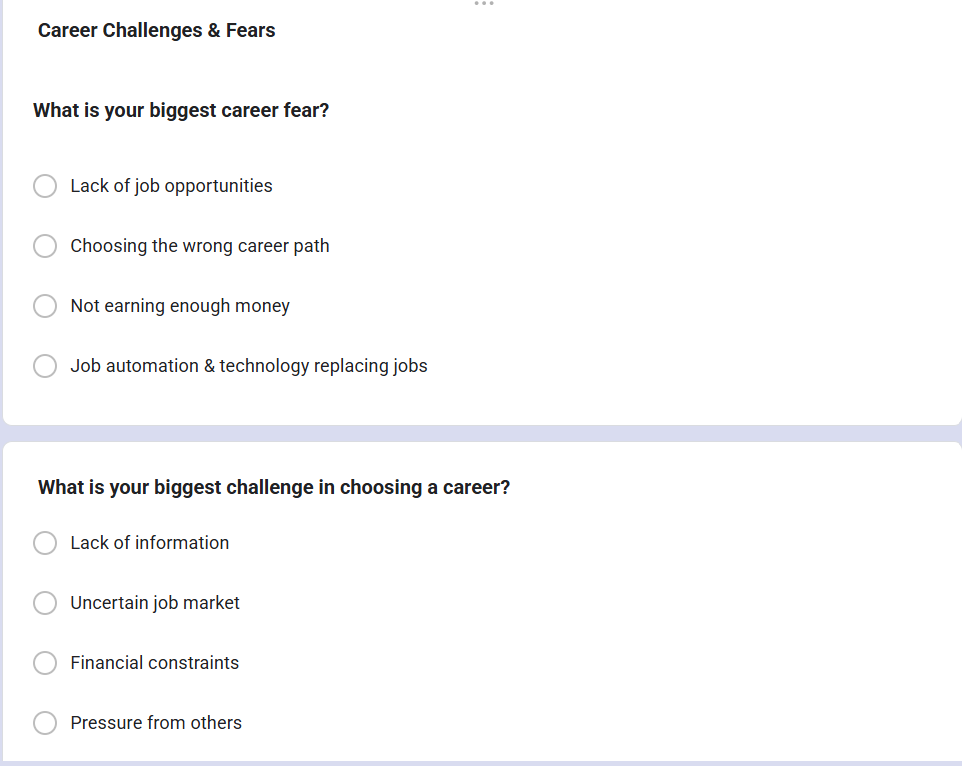 Career Challenges & Fears
What is your biggest career fear?
Lack of job opportunities
Choosing the wrong career path
Not earning enough money
Job automation & technology replacing jobs
What is your biggest challenge in choosing a career?
Lack of information
Uncertain job market
Financial constraints
Pressure from others